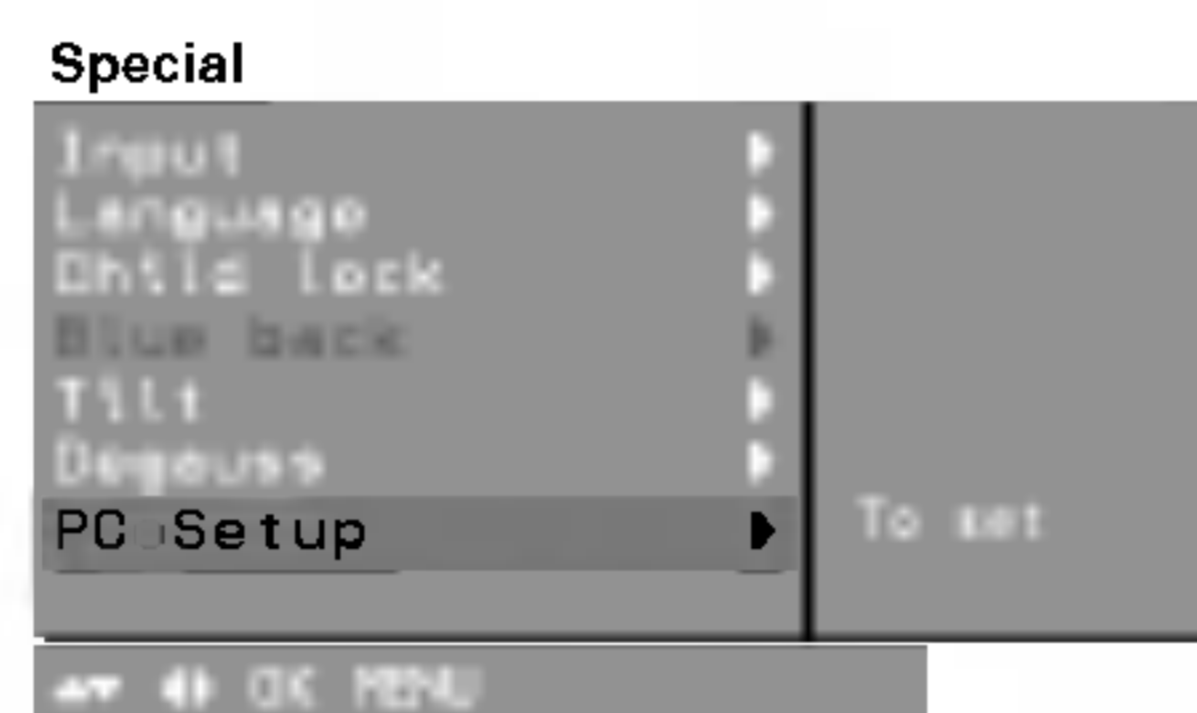 Special
Input
Language
Child lock
Blue back
Tilt
Degauss
PC Setup
To set
OK MENU